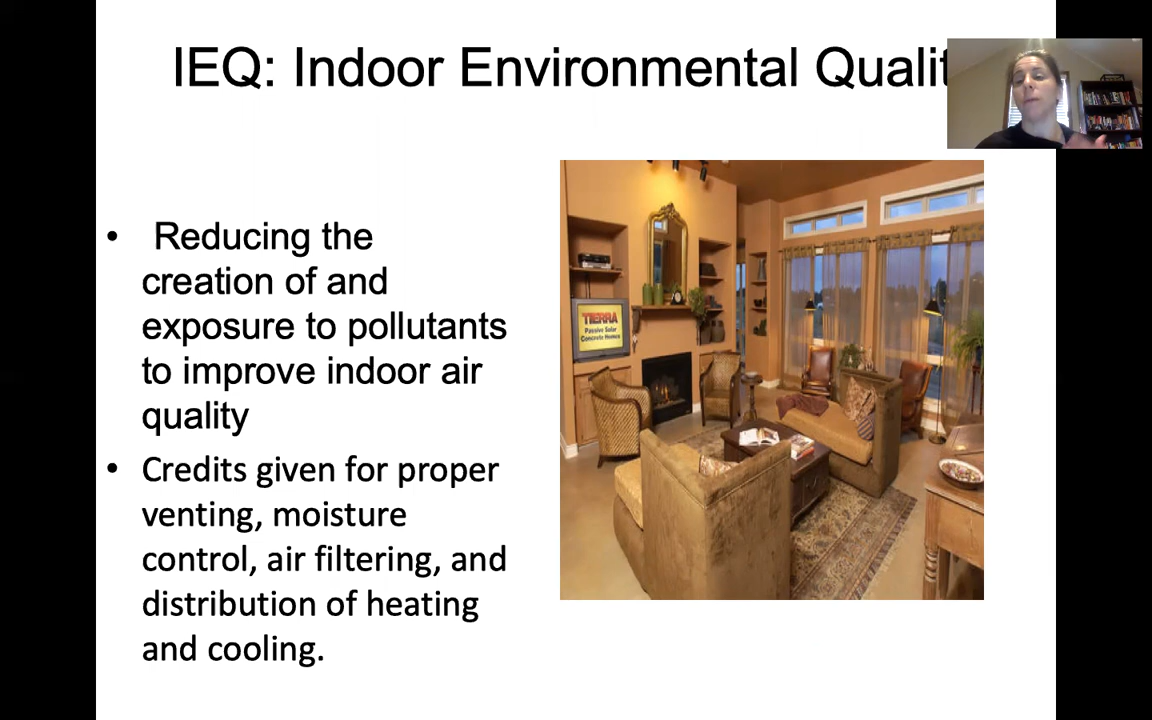 IEQ: Indoor Environmental Qualit
• Reducing the
creation of and
exposure to pollutants
to improve indoor air
quality
• Credits given for proper
venting, moisture
control, air filtering, and
distribution of heating
and cooling.
TIERRA
Passive Solar
Concrete Homes